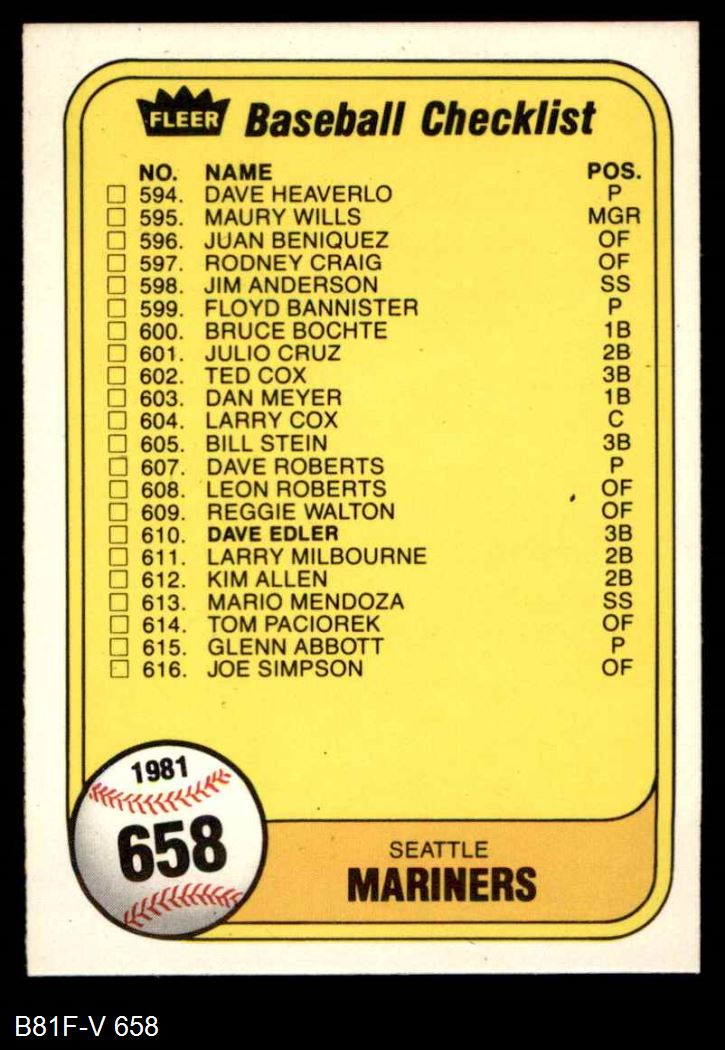 FLEER Baseball Checklist
NO. NAME POS.
594. DAVE HEAVERLO P
595. MAURY WILLS MGR
596. JUAN BENIQUEZ OF
597. RODNEY CRAIG OF
598. JIM ANDERSON SS
599. FLOYD BANNISTER P
600. BRUCE BOCHTE 1B
601. JULIO CRUZ 2B
602. TED COX 3B
603. DAN MEYER 1B
604. LARRY COX C
605. BILL STEIN 3B
607. DAVE ROBERTS P
608. LEON ROBERTS OF
609. REGGIE WALTON OF
610. DAVE EDLER 3B
611. LARRY MILBOURNE 2B
612. KIM ALLEN 2B
613. MARIO MENDOZA SS
614. TOM PACIOREK OF
615. GLENN ABBOTT P
616. JOE SIMPSON OF
1981
658
SEATTLE
MARINERS
B81F-V 658